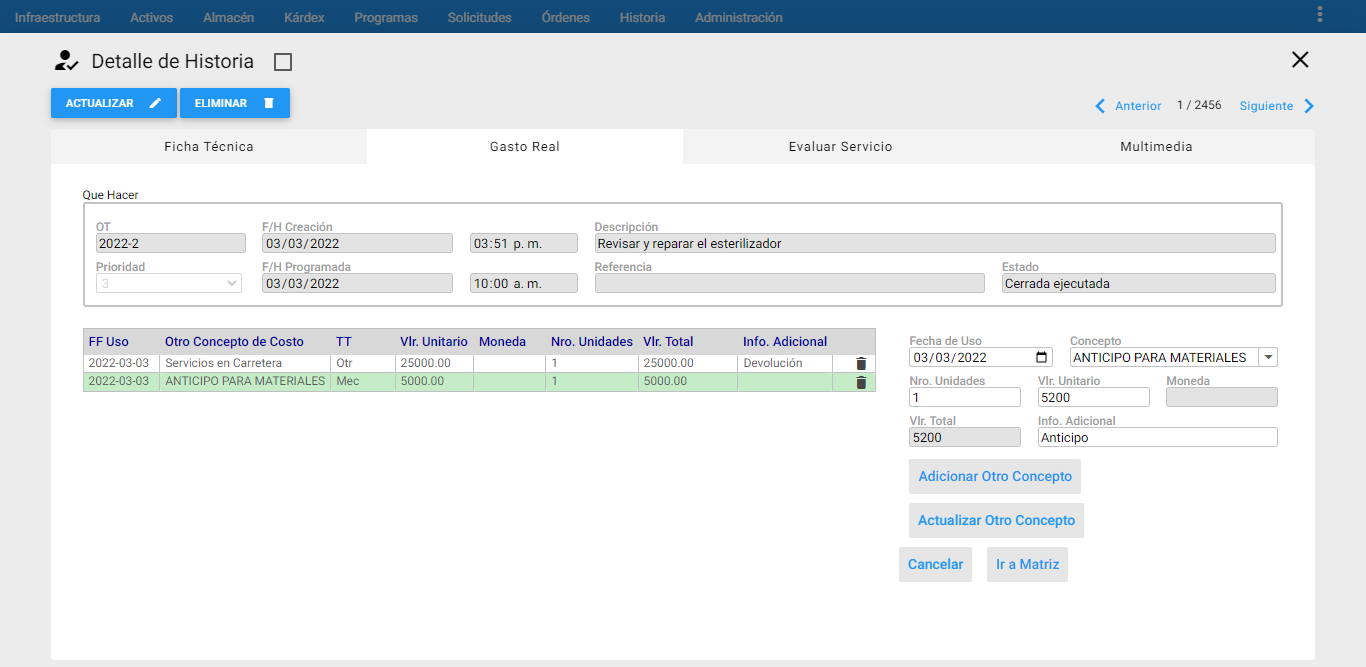 Infraestructura Activos Almacén Kárdex Programas Solicitudes Órdenes Historia Administración
Detalle de Historia
ACTUALIZAR ELIMINAR
Anterior 1 / 2456 Siguiente
Ficha Técnica Gasto Real Evaluar Servicio Multimedia
Que Hacer
OT F/H Creación Descripción
2022-2 03/03/2022 03:51 p. m. Revisar y reparar el esterilizador
Prioridad F/H Programada Referencia Estado
3 03/03/2022 10:00 a. m. Cerrada ejecutada
FF Uso Otro Concepto de Costo TT Vlr. Unitario Moneda Nro. Unidades Vlr. Total Info. Adicional
2022-03-03 Servicios en Carretera Otr 25000.00 1 25000.00 Devolución
2022-03-03 ANTICIPO PARA MATERIALES Mec 5000.00 1 5000.00
Fecha de Uso Concepto
03/03/2022 ANTICIPO PARA MATERIALES
Nro. Unidades Vlr. Unitario Moneda
1 5200
Vlr. Total Info. Adicional
5200 Anticipo
Adicionar Otro Concepto
Actualizar Otro Concepto
Cancelar Ir a Matriz